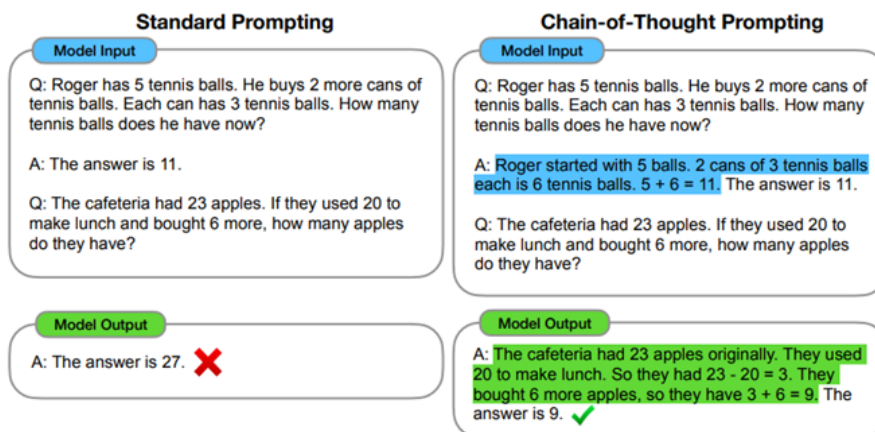 Standard Prompting
Model Input
Q: Roger has 5 tennis balls. He buys 2 more cans of
tennis balls. Each can has 3 tennis balls. How many
tennis balls does he have now?
A: The answer is 11.
Q: The cafeteria had 23 apples. If they used 20 to
make lunch and bought 6 more, how many apples
do they have?
Model Output
A: The answer is 27.
Chain-of-Thought Prompting
Model Input
Q: Roger has 5 tennis balls. He buys 2 more cans of
tennis balls. Each can has 3 tennis balls. How many
tennis balls does he have now?
A: Roger started with 5 balls. 2 cans of 3 tennis balls
each is 6 tennis balls. 5 + 6 = 11. The answer is 11.
Q: The cafeteria had 23 apples. If they used 20 to
make lunch and bought 6 more, how many apples
do they have?
Model Output
A: The cafeteria had 23 apples originally. They used
20 to make lunch. So they had 23 - 20 = 3. They
bought 6 more apples, so they have 3 + 6 = 9. The
answer is 9.